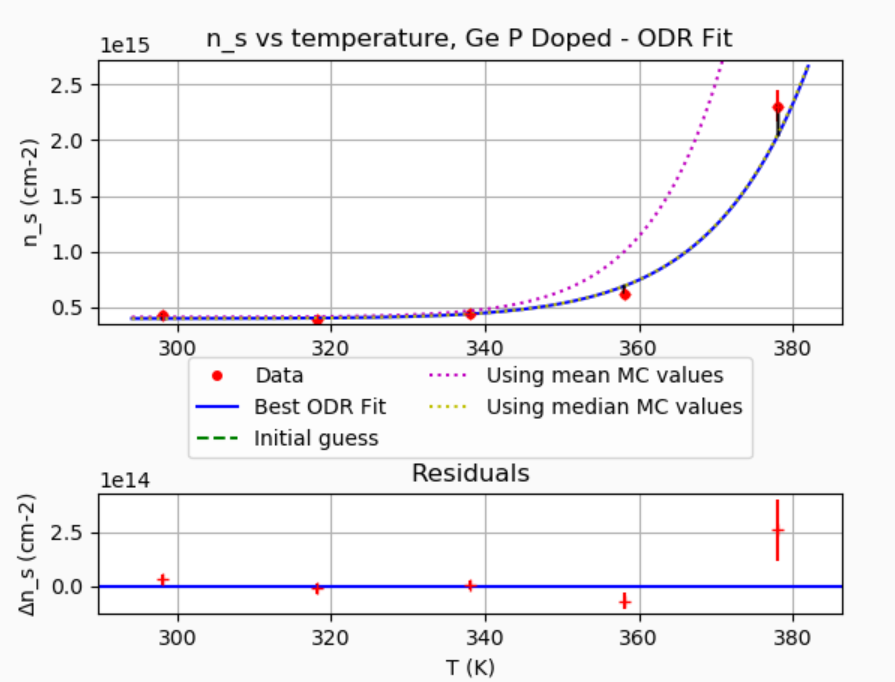 n_s vs temperature, Ge P Doped - ODR Fit
1e15
n_s (cm-2)
2.5
2.0
1.5
1.0
0.5
300 320 340 360 380
Data
Best ODR Fit
Initial guess
Using mean MC values
Using median MC values
Residuals
1e14
Δn_s (cm-2)
2.5
0.0
300 320 340 360 380
T (K)